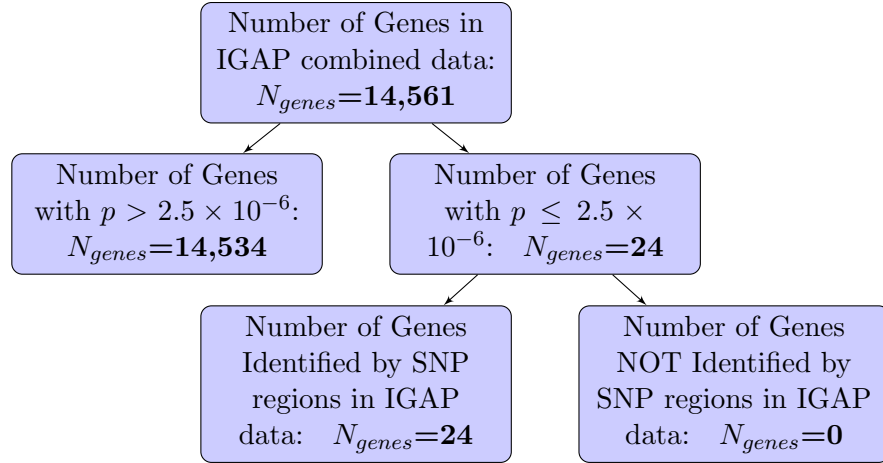 Number of Genes in
IGAP combined data:
N_genes=14,561
Number of Genes
with p > 2.5 × 10⁻⁶:
N_genes=14,534
Number of Genes
with p ≤ 2.5 ×
10⁻⁶: N_genes=24
Number of Genes
Identified by SNP
regions in IGAP
data: N_genes=24
Number of Genes
NOT Identified by
SNP regions in IGAP
data: N_genes=0